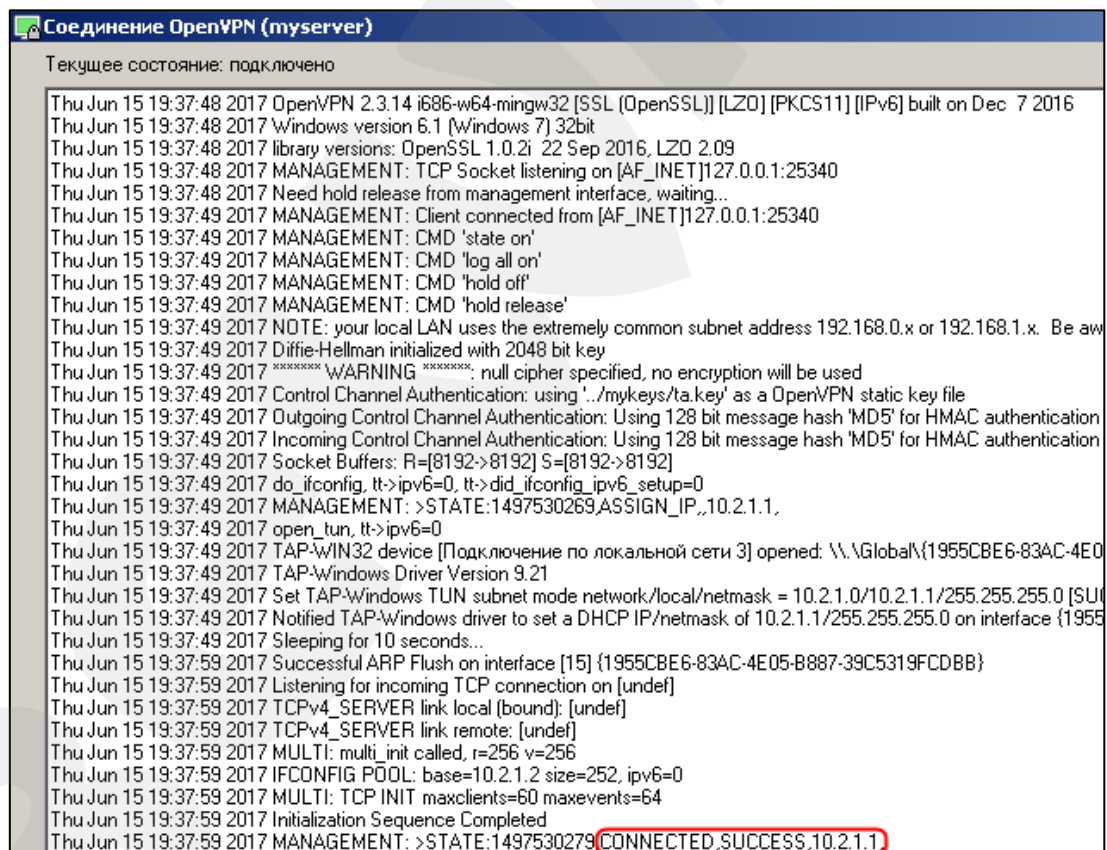 Соединение OpenVPN (myserver)
Текущее состояние: подключено
Thu Jun 15 19:37:48 2017 OpenVPN 2.3.14 i686-w64-mingw32 [SSL (OpenSSL)] [LZO] [PKCS11] [IPv6] built on Dec  7 2016
Thu Jun 15 19:37:48 2017 Windows version 6.1 (Windows 7) 32bit
Thu Jun 15 19:37:48 2017 library versions: OpenSSL 1.0.2i  22 Sep 2016, LZO 2.09
Thu Jun 15 19:37:48 2017 MANAGEMENT: TCP Socket listening on [AF_INET]127.0.0.1:25340
Thu Jun 15 19:37:48 2017 Need hold release from management interface, waiting...
Thu Jun 15 19:37:49 2017 MANAGEMENT: Client connected from [AF_INET]127.0.0.1:25340
Thu Jun 15 19:37:49 2017 MANAGEMENT: CMD 'state on'
Thu Jun 15 19:37:49 2017 MANAGEMENT: CMD 'log all on'
Thu Jun 15 19:37:49 2017 MANAGEMENT: CMD 'hold off'
Thu Jun 15 19:37:49 2017 MANAGEMENT: CMD 'hold release'
Thu Jun 15 19:37:49 2017 NOTE: your local LAN uses the extremely common subnet address 192.168.0.x or 192.168.1.x.  Be aw
Thu Jun 15 19:37:49 2017 Diffie-Hellman initialized with 2048 bit key
Thu Jun 15 19:37:49 2017 ******* WARNING *******: null cipher specified, no encryption will be used
Thu Jun 15 19:37:49 2017 Control Channel Authentication: using '../mykeys/ta.key' as a OpenVPN static key file
Thu Jun 15 19:37:49 2017 Outgoing Control Channel Authentication: Using 128 bit message hash 'MD5' for HMAC authentication
Thu Jun 15 19:37:49 2017 Incoming Control Channel Authentication: Using 128 bit message hash 'MD5' for HMAC authentication
Thu Jun 15 19:37:49 2017 Socket Buffers: R=[8192->8192] S=[8192->8192]
Thu Jun 15 19:37:49 2017 do_ifconfig, tt->ipv6=0, tt->did_ifconfig_ipv6_setup=0
Thu Jun 15 19:37:49 2017 MANAGEMENT: >STATE:1497530269,ASSIGN_IP,,10.2.1.1,
Thu Jun 15 19:37:49 2017 open_tun, tt->ipv6=0
Thu Jun 15 19:37:49 2017 TAP-WIN32 device [Подключение по локальной сети 3] opened: \\.\Global\{1955CBE6-83AC-4E0
Thu Jun 15 19:37:49 2017 TAP-Windows Driver Version 9.21
Thu Jun 15 19:37:49 2017 Set TAP-Windows TUN subnet mode network/local/netmask = 10.2.1.0/10.2.1.1/255.255.255.0 [SU
Thu Jun 15 19:37:49 2017 Notified TAP-Windows driver to set a DHCP IP/netmask of 10.2.1.1/255.255.255.0 on interface {1955
Thu Jun 15 19:37:49 2017 Sleeping for 10 seconds...
Thu Jun 15 19:37:59 2017 Successful ARP Flush on interface [15] {1955CBE6-83AC-4E05-B887-39C5319FCDBB}
Thu Jun 15 19:37:59 2017 Listening for incoming TCP connection on [undef]
Thu Jun 15 19:37:59 2017 TCPv4_SERVER link local (bound): [undef]
Thu Jun 15 19:37:59 2017 TCPv4_SERVER link remote: [undef]
Thu Jun 15 19:37:59 2017 MULTI: multi_init called, r=256 v=256
Thu Jun 15 19:37:59 2017 IFCONFIG POOL: base=10.2.1.2 size=252, ipv6=0
Thu Jun 15 19:37:59 2017 MULTI: TCP INIT maxclients=60 maxevents=64
Thu Jun 15 19:37:59 2017 Initialization Sequence Completed
Thu Jun 15 19:37:59 2017 MANAGEMENT: >STATE:1497530279,CONNECTED,SUCCESS,10.2.1.1,